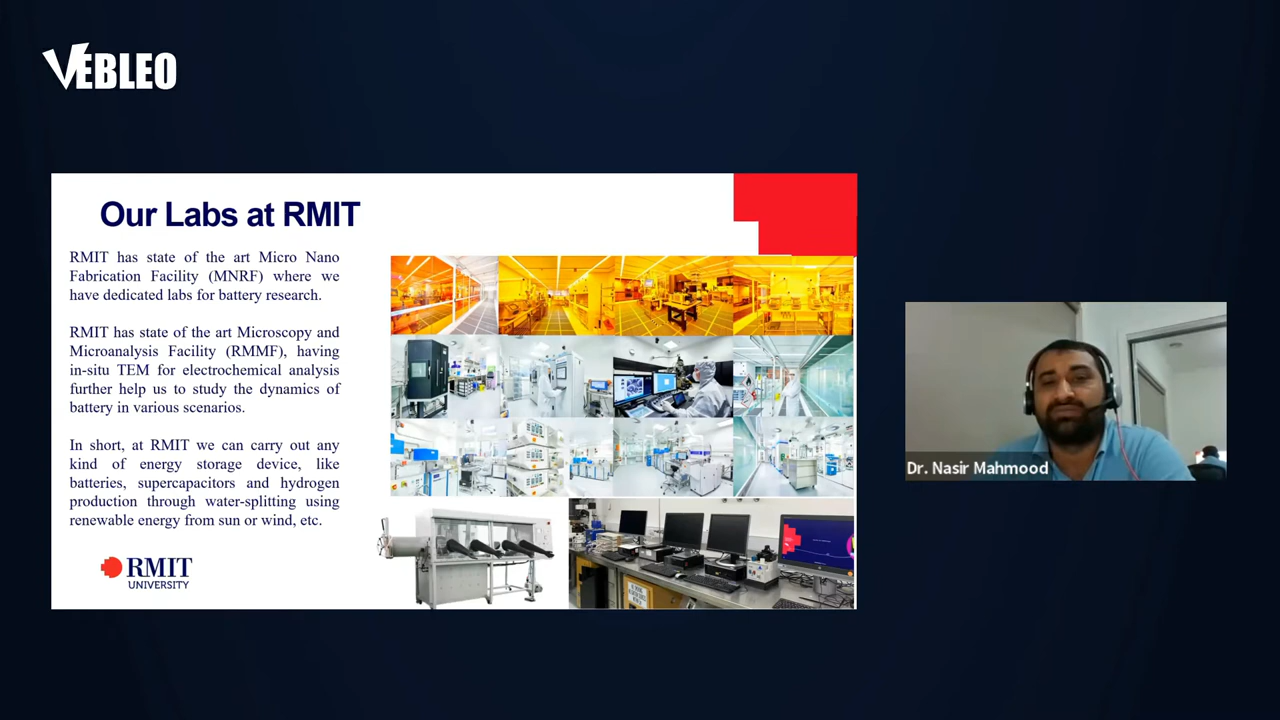 VEBLEO
Our Labs at RMIT
RMIT has state of the art Micro Nano
Fabrication Facility (MNRF) where we
have dedicated labs for battery research.
RMIT has state of the art Microscopy and
Microanalysis Facility (RMMF), having
in-situ TEM for electrochemical analysis
further help us to study the dynamics of
battery in various scenarios.
In short, at RMIT we can carry out any
kind of energy storage device, like
batteries, supercapacitors and hydrogen
production through water-splitting using
renewable energy from sun or wind, etc.
RMIT
UNIVERSITY
Dr. Nasir Mahmood